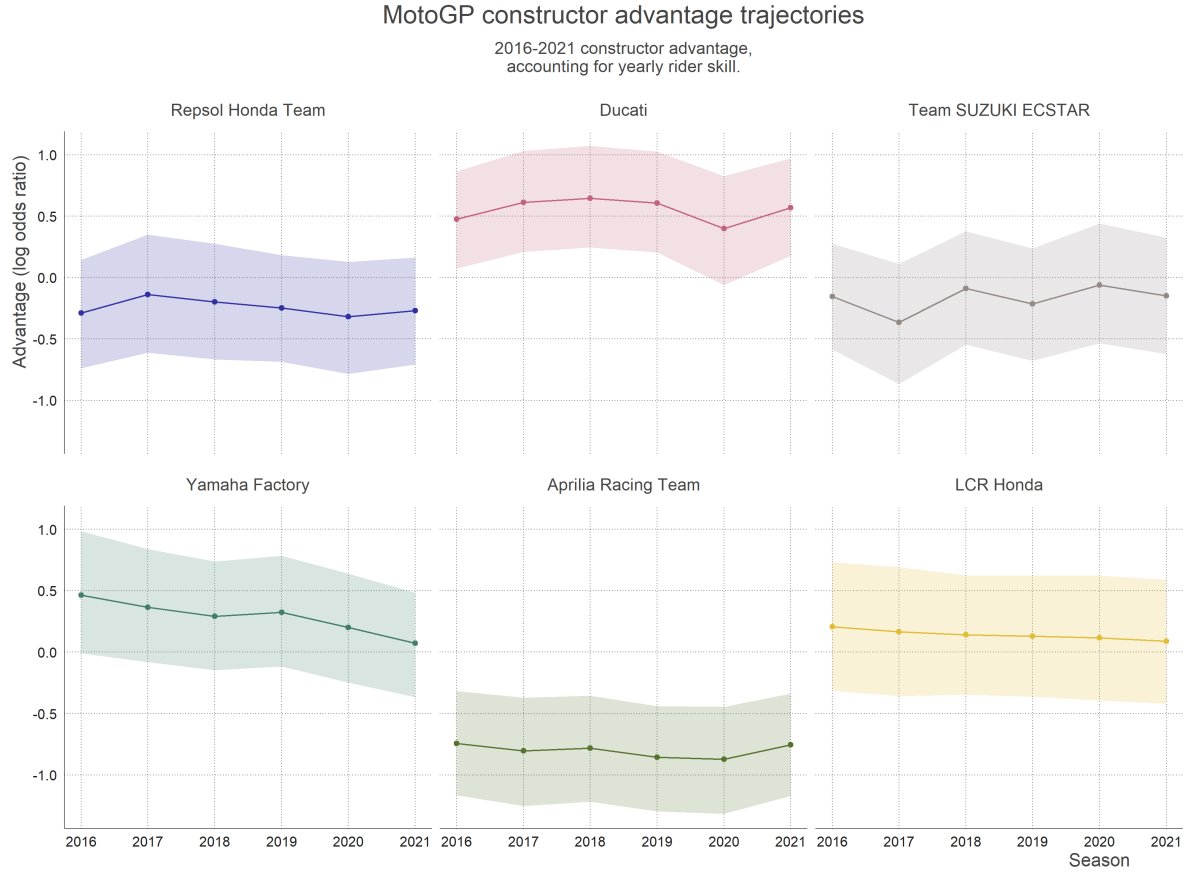 MotoGP constructor advantage trajectories
2016-2021 constructor advantage,
accounting for yearly rider skill.
Repsol Honda Team
Ducati
Team SUZUKI ECSTAR
Advantage (log odds ratio)
1.0
0.5
0.0
-0.5
-1.0
Yamaha Factory
Aprilia Racing Team
LCR Honda
1.0
0.5
0.0
-0.5
-1.0
2016 2017 2018 2019 2020 2021
2016 2017 2018 2019 2020 2021
2016 2017 2018 2019 2020 2021
Season